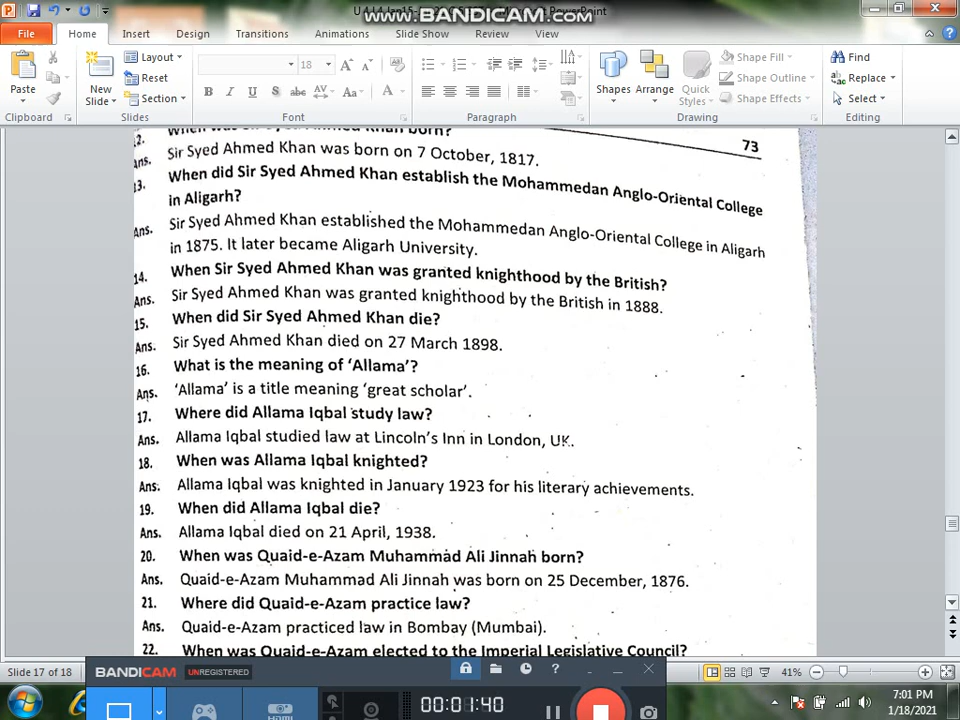 www.BANDICAM.com
PowerPoint
File Home Insert Design Transitions Animations Slide Show Review View
Paste
New
Slide
Layout
Reset
Section
18
Shapes Arrange Quick
Styles
Shape Fill
Shape Outline
Shape Effects
Find
Replace
Select
Clipboard Slides Font Paragraph Drawing Editing
73
Sir Syed Ahmed Khan born?
Ans. Sir Syed Ahmed Khan was born on 7 October, 1817.
13. When did Sir Syed Ahmed Khan establish the Mohammedan Anglo-Oriental College
in Aligarh?
Ans. Sir Syed Ahmed Khan established the Mohammedan Anglo-Oriental College in Aligarh
in 1875. It later became Aligarh University.
14. When Sir Syed Ahmed Khan was granted knighthood by the British?
Ans. Sir Syed Ahmed Khan was granted knighthood by the British in 1888.
15. When did Sir Syed Ahmed Khan die?
Ans. Sir Syed Ahmed Khan died on 27 March 1898.
16. What is the meaning of ‘Allama’?
Ans. ‘Allama’ is a title meaning ‘great scholar’.
17. Where did Allama Iqbal study law?
Ans. Allama Iqbal studied law at Lincoln’s Inn in London, UK.
18. When was Allama Iqbal knighted?
Ans. Allama Iqbal was knighted in January 1923 for his literary achievements.
19. When did Allama Iqbal die?
Ans. Allama Iqbal died on 21 April, 1938.
20. When was Quaid-e-Azam Muhammad Ali Jinnah born?
Ans. Quaid-e-Azam Muhammad Ali Jinnah was born on 25 December, 1876.
21. Where did Quaid-e-Azam practice law?
Ans. Quaid-e-Azam practiced law in Bombay (Mumbai).
22. When was Quaid-e-Azam elected to the Imperial Legislative Council?
Slide 17 of 18
BANDICAM UNREGISTERED
41%
00:01:40
HDMI
7:01 PM
1/18/2021